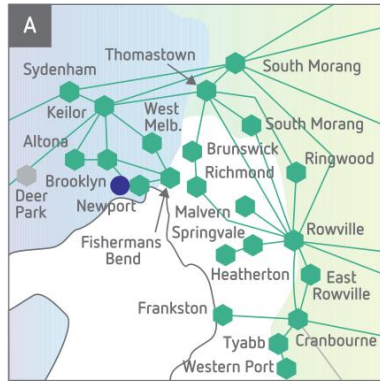 A
Thomastown
Sydenham
South Morang
Keilor
West
Melb.
Altona
South Morang
Brunswick
Ringwood
Richmond
Brooklyn
Deer
Park
Newport
Malvern
Springvale
Rowville
Fishermans
Bend
Heatherton
East
Rowville
Frankston
Cranbourne
Tyabb
Western Port